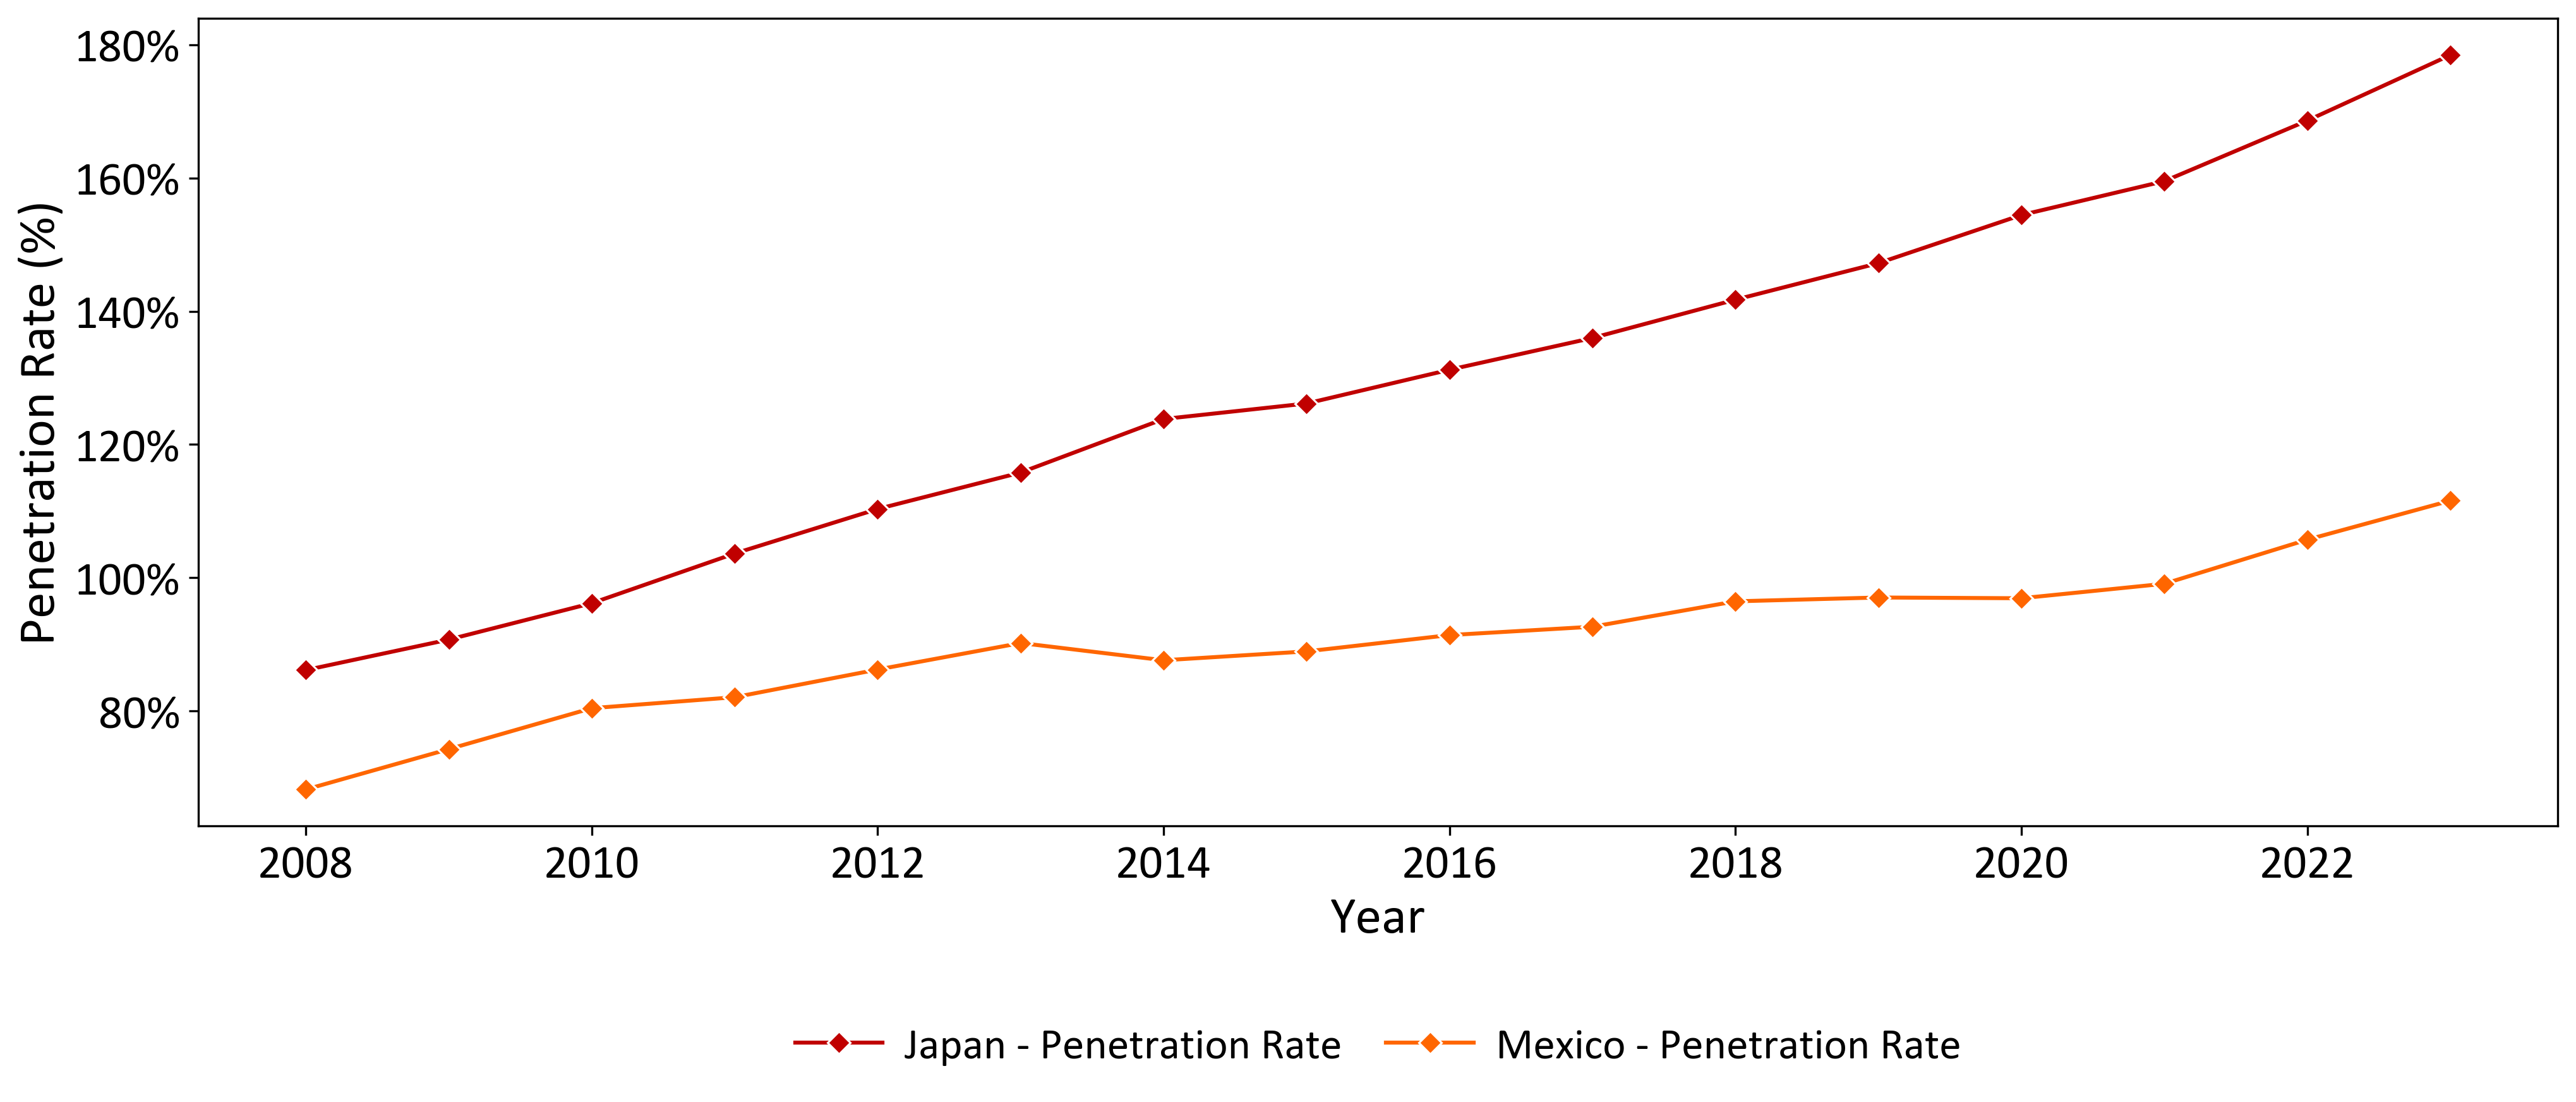 180%
160%
140%
120%
100%
80%
Penetration Rate (%)
2008 2010 2012 2014 2016 2018 2020 2022
Year
Japan - Penetration Rate Mexico - Penetration Rate